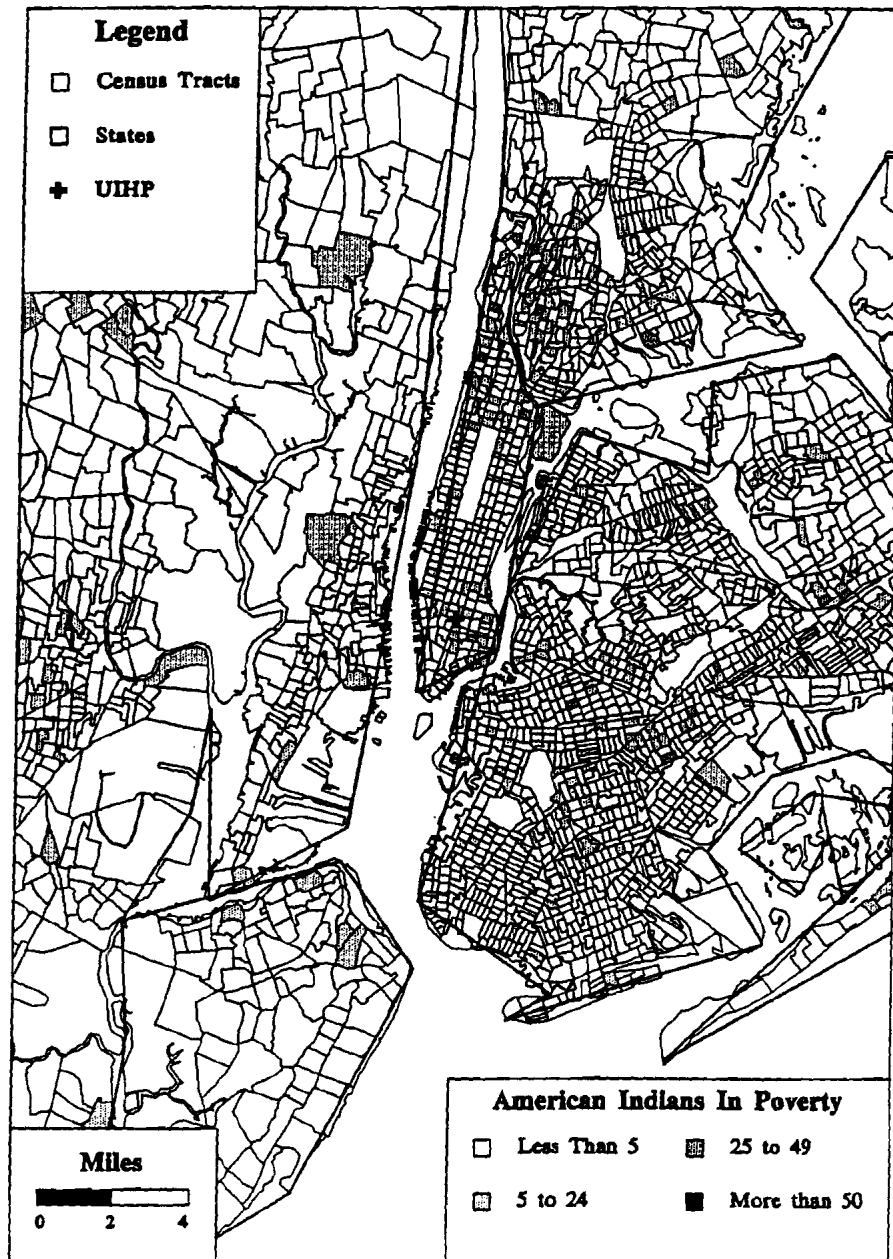 Legend
Census Tracts
States
UIHP
American Indians In Poverty
Less Than 5
25 to 49
5 to 24
More than 50
Miles
0 2 4